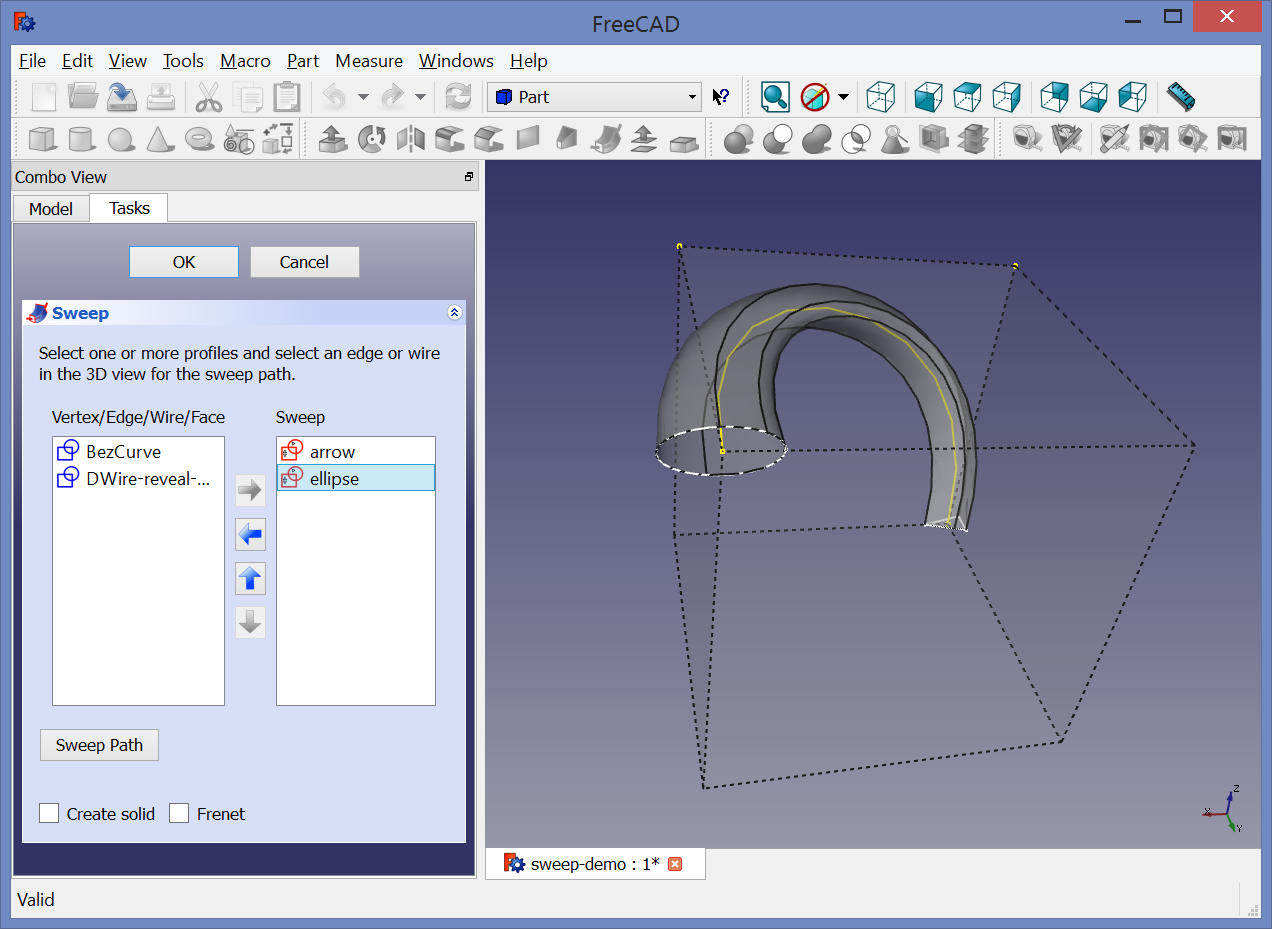 FreeCAD
File Edit View Tools Macro Part Measure Windows Help
Part
Combo View
Model Tasks
OK Cancel
Sweep
Select one or more profiles and select an edge or wire
in the 3D view for the sweep path.
Vertex/Edge/Wire/Face Sweep
BezCurve
DWire-reveal-...
arrow
ellipse
Sweep Path
Create solid Frenet
Z
X
Y
sweep-demo : 1*
Valid